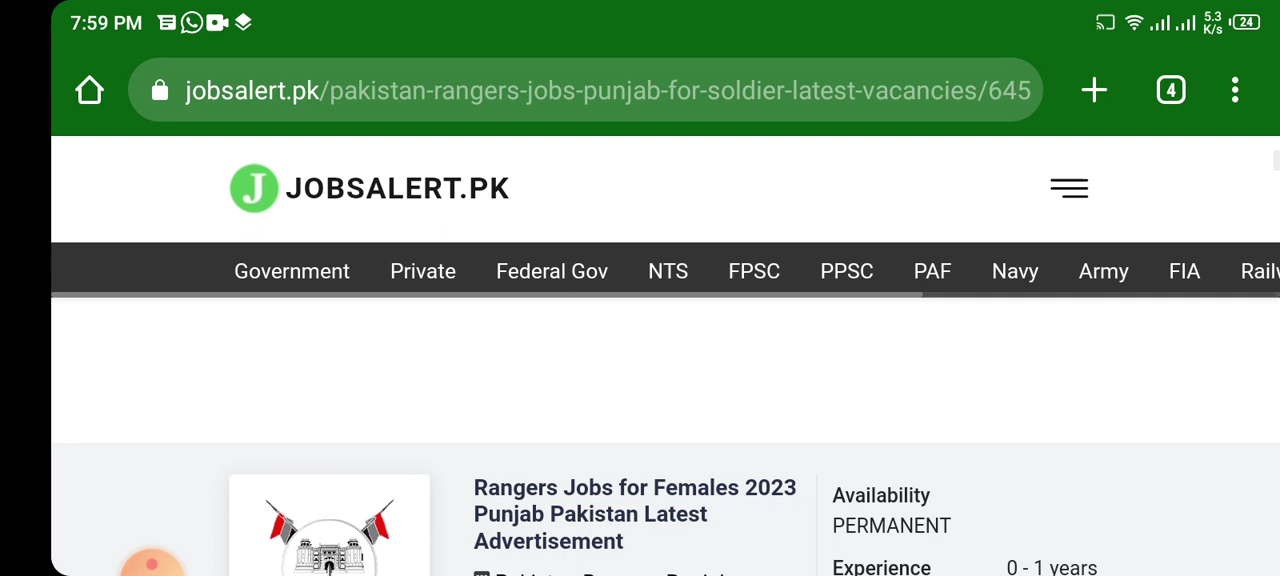 7:59 PM
5.3
K/s
24
jobsalert.pk/pakistan-rangers-jobs-punjab-for-soldier-latest-vacancies/645
4
J JOBSALERT.PK
Government Private Federal Gov NTS FPSC PPSC PAF Navy Army FIA
Rangers Jobs for Females 2023
Punjab Pakistan Latest
Advertisement
Availability
PERMANENT
Experience 0 - 1 years